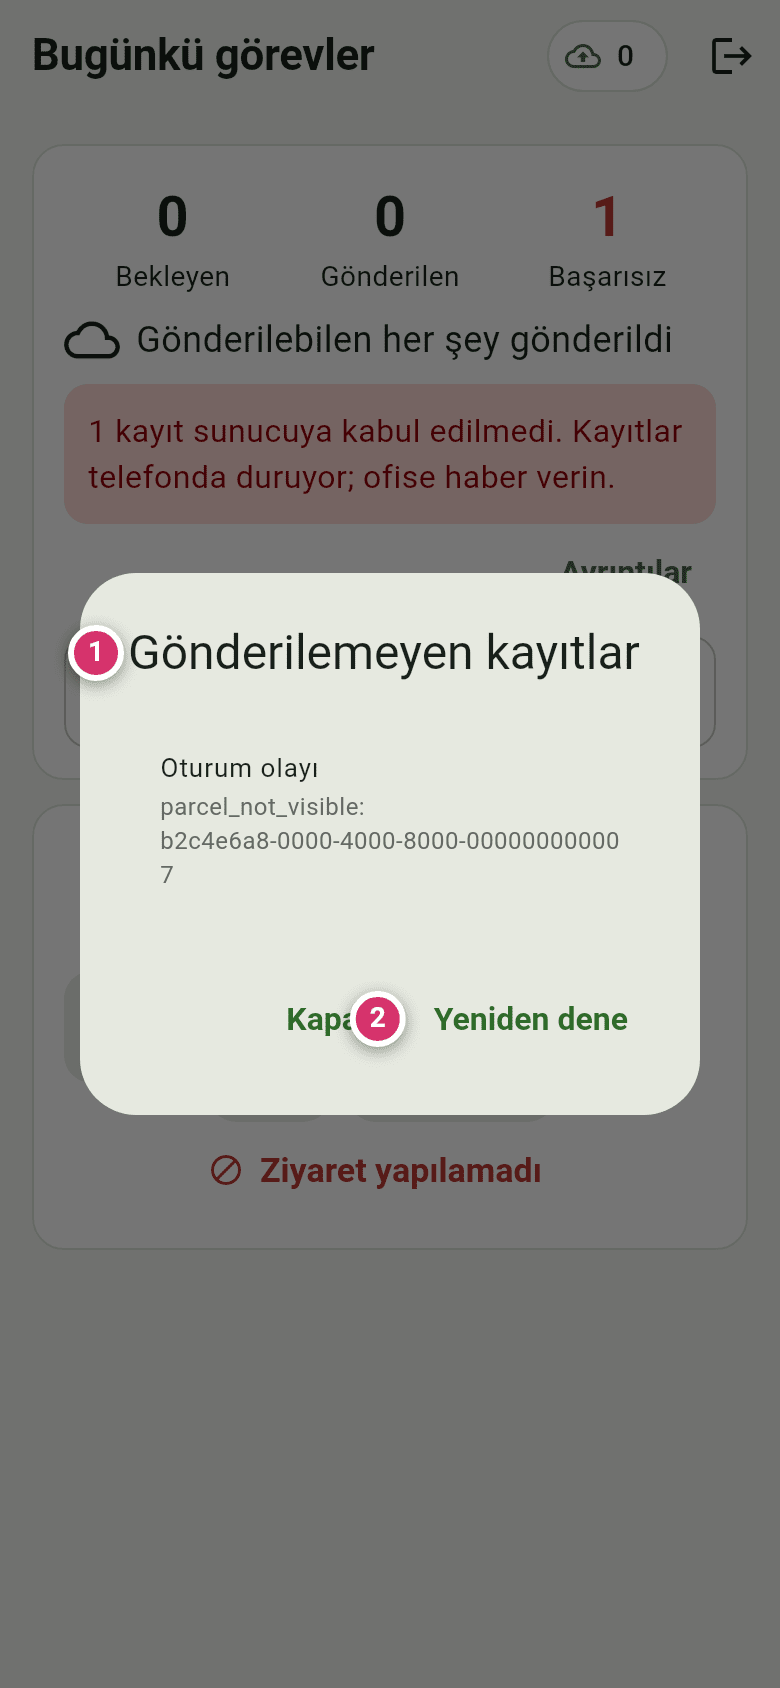 Bugünkü görevler
0
0
0
1
Bekleyen
Gönderilen
Başarısız
Gönderilebilen her şey gönderildi
1 kayıt sunucuya kabul edilmedi. Kayıtlar
telefonda duruyor; ofise haber verin.
Ayrıntılar
1
Gönderilemeyen kayıtlar
Oturum olayı
parcel_not_visible:
b2c4e6a8-0000-4000-8000-00000000000
7
2
Yeniden dene
Ziyaret yapılamadı